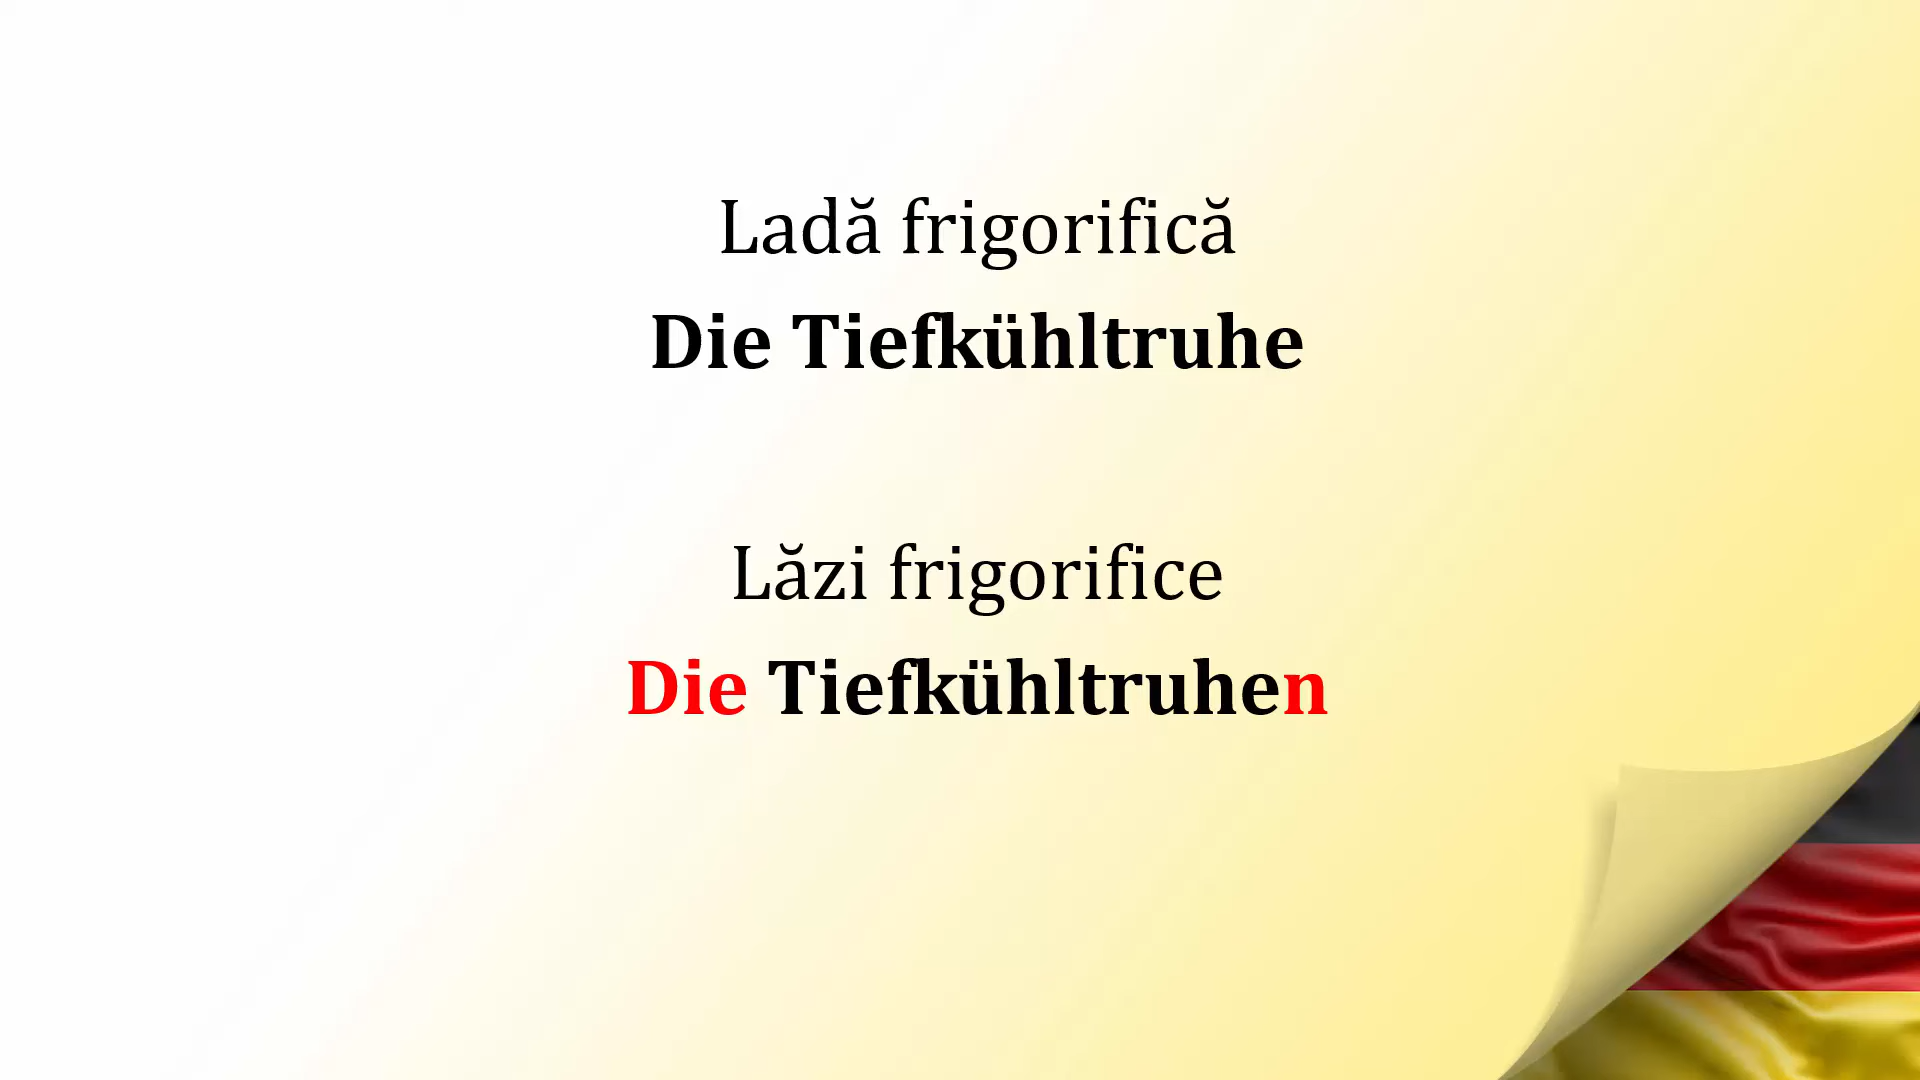 Ladă frigorifică
Die Tiefkühltruhe
Lăzi frigorifice
Die Tiefkühltruhen